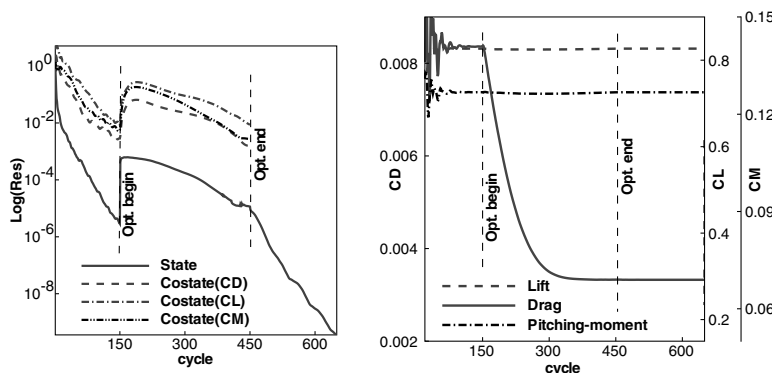 Log(Res)
10^0
10^-2
10^-4
10^-6
10^-8
Opt. begin
Opt. end
State
Costate(CD)
Costate(CL)
Costate(CM)
150
300
450
600
cycle
CD
0.008
0.006
0.004
0.002
Opt. begin
Opt. end
Lift
Drag
Pitching-moment
150
300
450
600
cycle
CL
0.8
0.6
0.4
0.2
CM
0.15
0.12
0.09
0.06